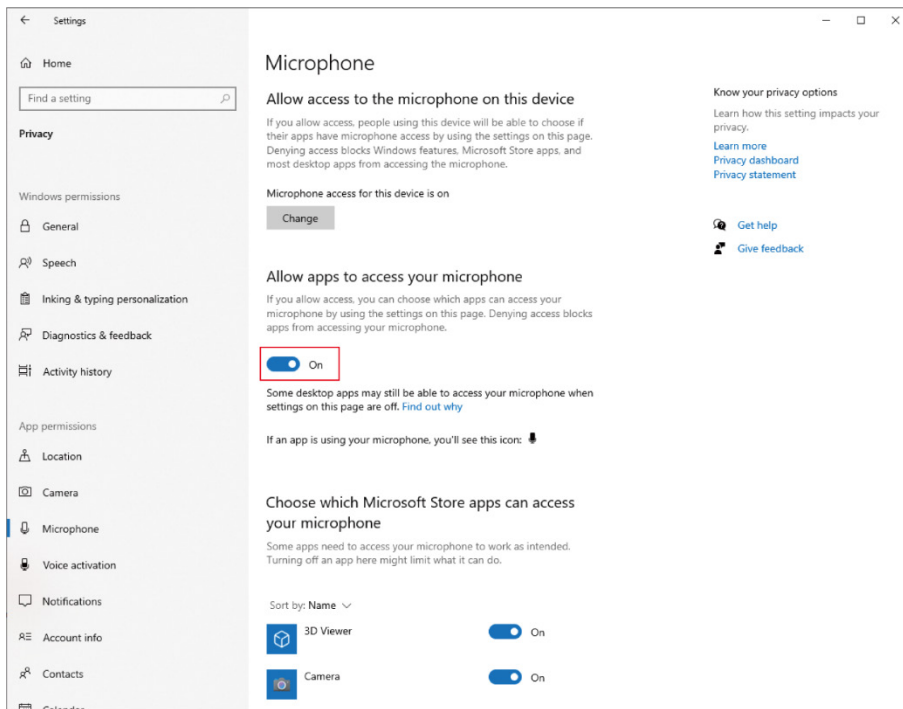 Settings
Home
Find a setting
Privacy
Windows permissions
General
Speech
Inking & typing personalization
Diagnostics & feedback
Activity history
App permissions
Location
Camera
Microphone
Voice activation
Notifications
Account info
Contacts
Calendar
Microphone
Allow access to the microphone on this device
If you allow access, people using this device will be able to choose if
their apps have microphone access by using the settings on this page.
Denying access blocks Windows features, Microsoft Store apps, and
most desktop apps from accessing the microphone.
Microphone access for this device is on
Change
Allow apps to access your microphone
If you allow access, you can choose which apps can access your
microphone by using the settings on this page. Denying access blocks
apps from accessing your microphone.
On
Some desktop apps may still be able to access your microphone when
settings on this page are off. Find out why
If an app is using your microphone, you'll see this icon:
Choose which Microsoft Store apps can access
your microphone
Some apps need to access your microphone to work as intended.
Turning off an app here might limit what it can do.
Sort by: Name
3D Viewer On
Camera On
Know your privacy options
Learn how this setting impacts your
privacy.
Learn more
Privacy dashboard
Privacy statement
Get help
Give feedback